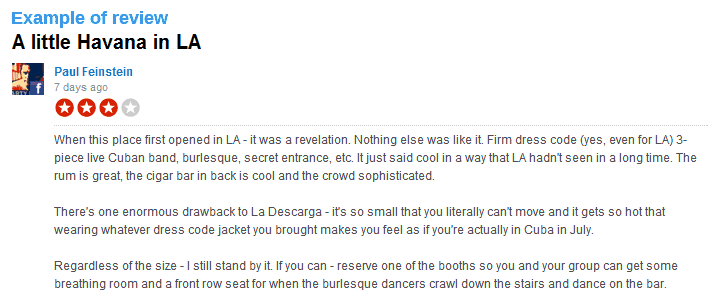 Example of review
A little Havana in LA
Paul Feinstein
7 days ago
When this place first opened in LA - it was a revelation. Nothing else was like it. Firm dress code (yes, even for LA) 3-
piece live Cuban band, burlesque, secret entrance, etc. It just said cool in a way that LA hadn't seen in a long time. The
rum is great, the cigar bar in back is cool and the crowd sophisticated.
There's one enormous drawback to La Descarga - it's so small that you literally can't move and it gets so hot that
wearing whatever dress code jacket you brought makes you feel as if you're actually in Cuba in July.
Regardless of the size - I still stand by it. If you can - reserve one of the booths so you and your group can get some
breathing room and a front row seat for when the burlesque dancers crawl down the stairs and dance on the bar.